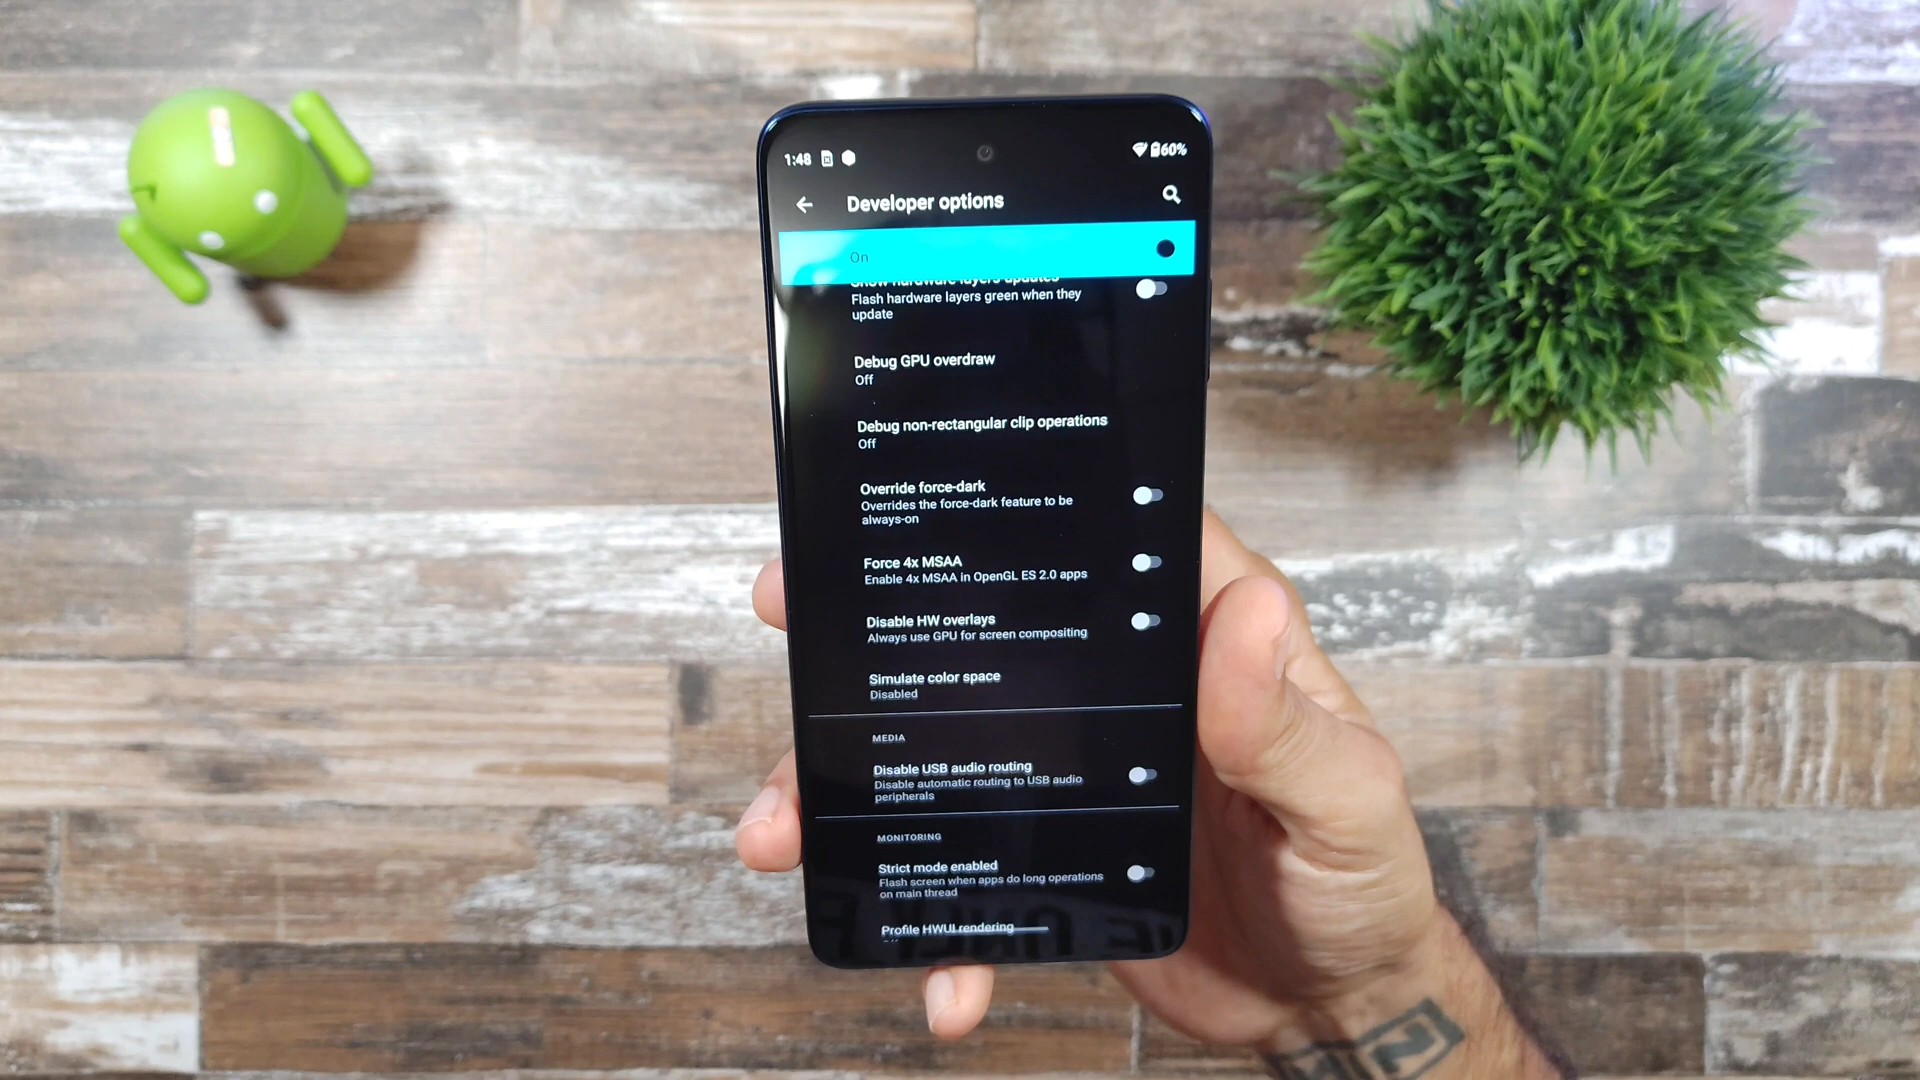 1:48
60%
Developer options
On
Show hardware layers updates
Flash hardware layers green when they
update
Debug GPU overdraw
Off
Debug non-rectangular clip operations
Off
Override force-dark
Overrides the force-dark feature to be
always-on
Force 4x MSAA
Enable 4x MSAA in OpenGL ES 2.0 apps
Disable HW overlays
Always use GPU for screen compositing
Simulate color space
Disabled
MEDIA
Disable USB audio routing
Disable automatic routing to USB audio
peripherals
MONITORING
Strict mode enabled
Flash screen when apps do long operations
on main thread
Profile HWUI rendering